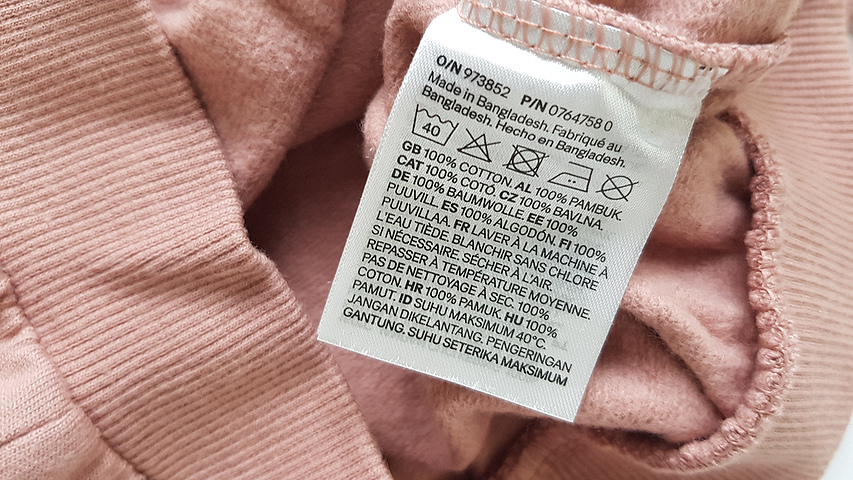 O/N 973852 P/N 0764758 0
Made in Bangladesh. Fabriqué au
Bangladesh. Hecho en Bangladesh.
40
GB 100% COTTON. AL 100% PAMBUK.
CAT 100% COTÓ. CZ 100% BAVLNA.
DE 100% BAUMWOLLE. EE 100%
PUUVILL. ES 100% ALGODÓN. FI 100%
PUUVILLAA. FR LAVER À LA MACHINE À
L'EAU TIÈDE. BLANCHIR SANS CHLORE
SI NÉCESSAIRE. SÉCHER À L'AIR.
REPASSER À TEMPÉRATURE MOYENNE
PAS DE NETTOYAGE À SEC. 100%
COTON. HR 100% PAMUK. HU 100%
PAMUT. ID SUHU MAKSIMUM 40°C.
JANGAN DIKELANTANG. PENGERINGAN
GANTUNG. SUHU SETERIKA MAKSIMUM